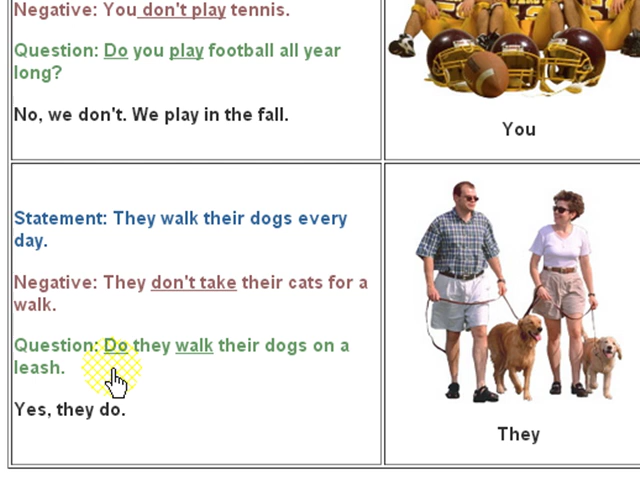 Negative: You don't play tennis.
Question: Do you play football all year
long?
No, we don't. We play in the fall.
You
Statement: They walk their dogs every
day.
Negative: They don't take their cats for a
walk.
Question: Do they walk their dogs on a
leash.
Yes, they do.
They